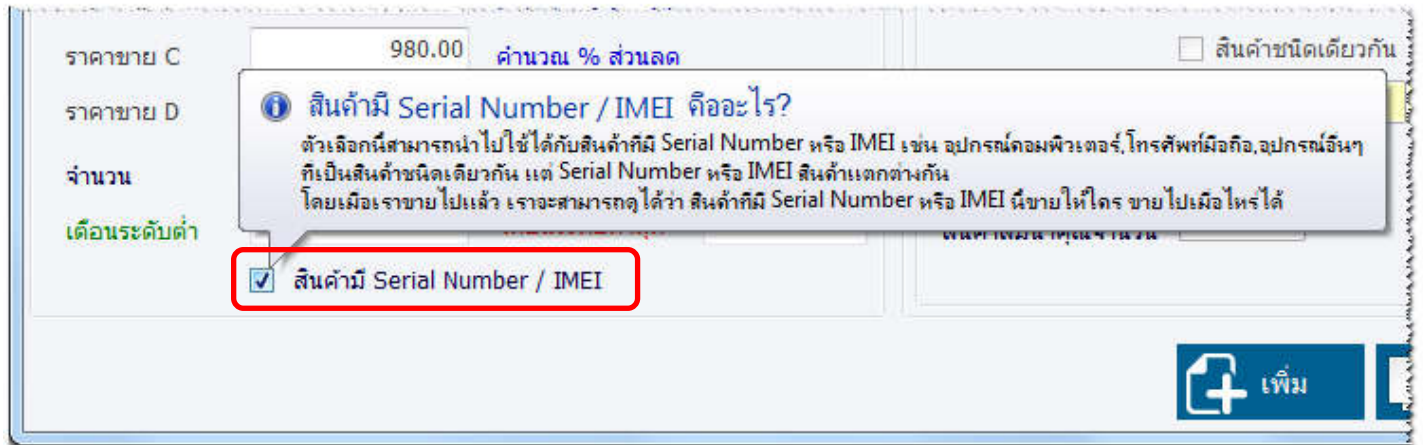 ราคาขาย C 980.00 คำนวณ % ส่วนลด
สินค้าชนิดเดียวกัน
ราคาขาย D
สินค้ามี Serial Number / IMEI คืออะไร?
ตัวเลือกนี้สามารถนำไปใช้ได้กับสินค้าที่มี Serial Number หรือ IMEI เช่น อุปกรณ์คอมพิวเตอร์,โทรศัพท์มือถือ,อุปกรณ์อื่นๆ
ที่เป็นสินค้าชนิดเดียวกัน แต่ Serial Number หรือ IMEI สินค้าแตกต่างกัน
โดยเมื่อเราขายไปแล้ว เราจะสามารถดูได้ว่า สินค้าที่มี Serial Number หรือ IMEI นี้ขายให้ใคร ขายไปเมื่อไหร่ได้
จำนวน
เตือนระดับต่ำ
สินค้ามี Serial Number / IMEI
เพิ่ม